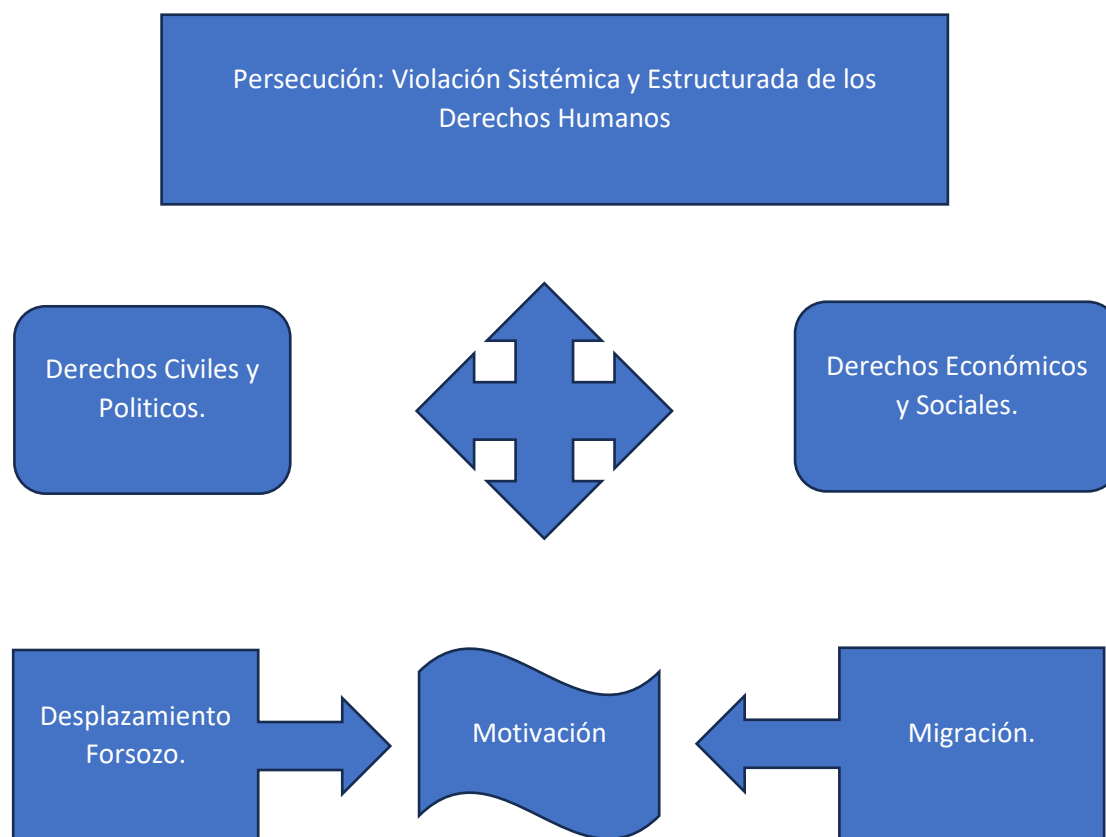 Persecución: Violación Sistémica y Estructurada de los
Derechos Humanos
Derechos Civiles y
Politicos.
Derechos Económicos
y Sociales.
Desplazamiento
Forsozo.
Motivación
Migración.